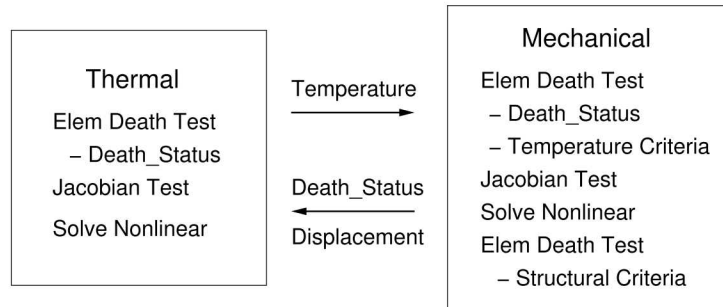 Thermal
Elem Death Test
– Death_Status
Jacobian Test
Solve Nonlinear
Temperature
Death_Status
Displacement
Mechanical
Elem Death Test
– Death_Status
– Temperature Criteria
Jacobian Test
Solve Nonlinear
Elem Death Test
– Structural Criteria